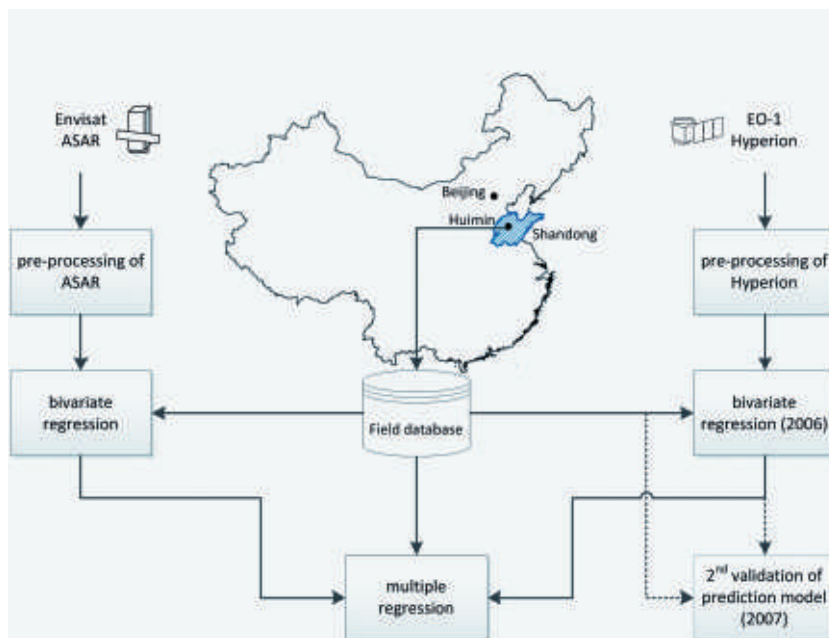 Envisat
ASAR
EO-1
Hyperion
Beijing
Huimin
Shandong
pre-processing of
ASAR
pre-processing of
Hyperion
bivariate
regression
Field database
bivariate
regression (2006)
multiple
regression
2nd validation of
prediction model
(2007)